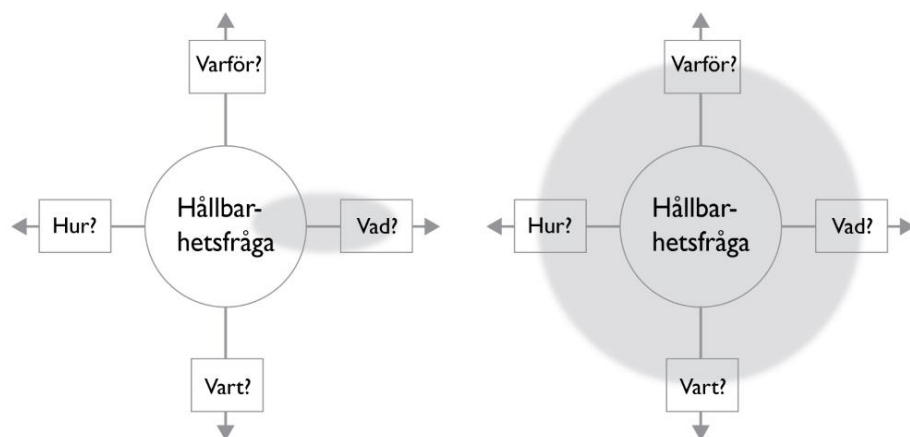 Varför?
Hur?
Hållbar-
hetsfråga
Vad?
Vart?
Varför?
Hur?
Hållbar-
hetsfråga
Vad?
Vart?